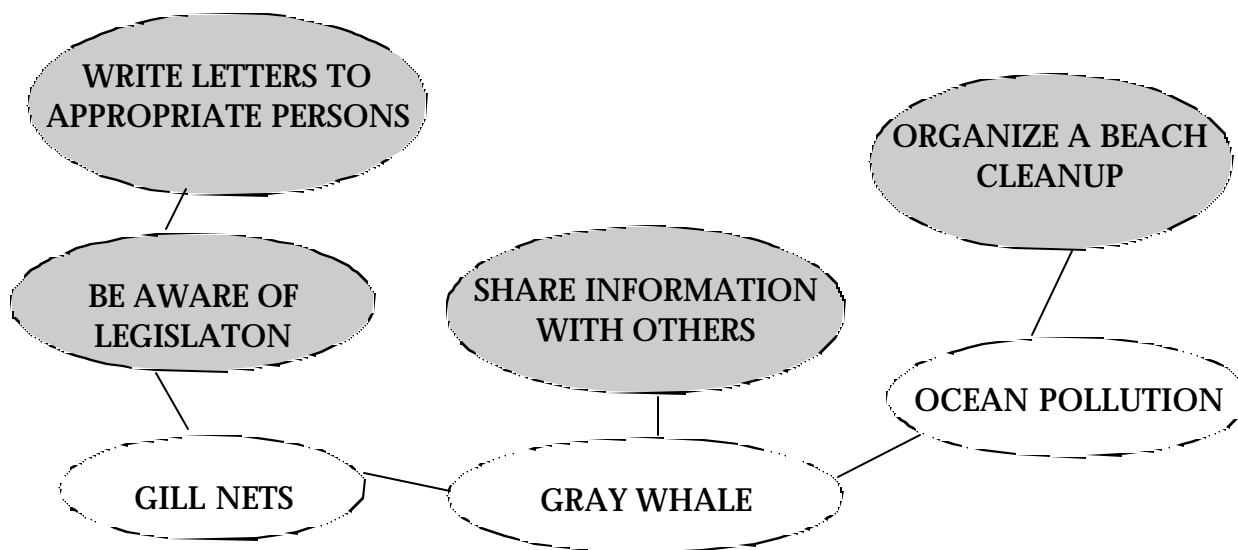 WRITE LETTERS TO
APPROPRIATE PERSONS
ORGANIZE A BEACH
CLEANUP
BE AWARE OF
LEGISLATON
SHARE INFORMATION
WITH OTHERS
OCEAN POLLUTION
GILL NETS
GRAY WHALE